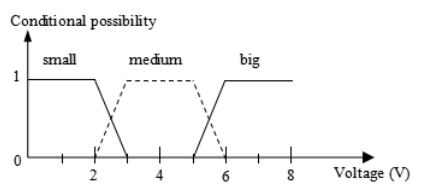 Conditional possibility
small medium big
1
0
2 4 6 8 Voltage (V)